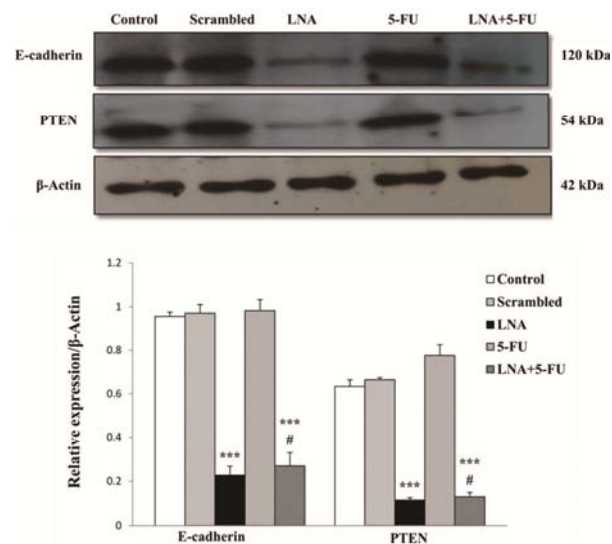 Control Scrambled LNA 5-FU LNA+5-FU
E-cadherin 120 kDa
PTEN 54 kDa
β-Actin 42 kDa
Relative expression/β-Actin
1.2
1
0.8
0.6
0.4
0.2
0
Control
Scrambled
LNA
5-FU
LNA+5-FU
***
***
#
***
***
#
E-cadherin PTEN